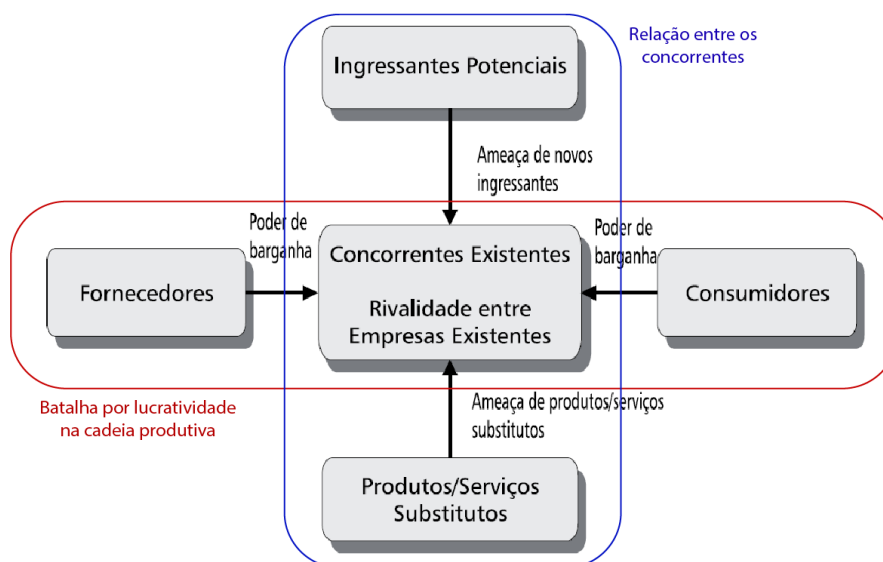 Relação entre os
concorrentes
Ingressantes Potenciais
Ameaça de novos
ingressantes
Poder de
barganha
Poder de
barganha
Fornecedores
Concorrentes Existentes
Rivalidade entre
Empresas Existentes
Consumidores
Batalha por lucratividade
na cadeia produtiva
Ameaça de produtos/serviços
substitutos
Produtos/Serviços
Substitutos